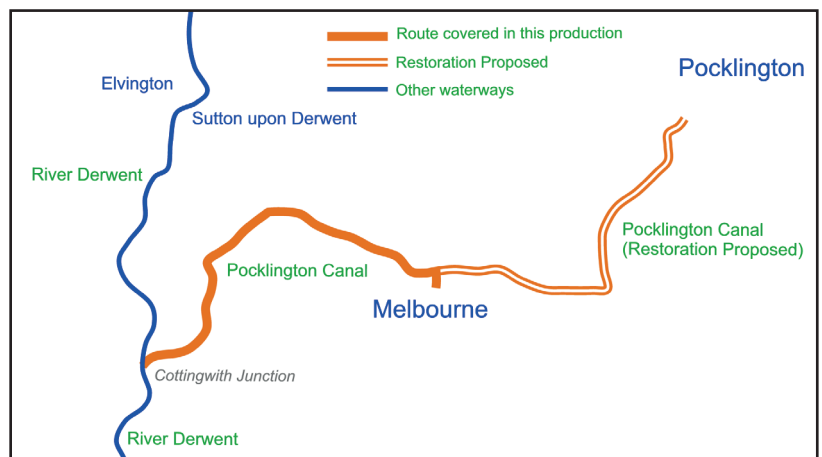 Route covered in this production
Restoration Proposed
Other waterways
Pocklington
Elvington
Sutton upon Derwent
River Derwent
Pocklington Canal
(Restoration Proposed)
Pocklington Canal
Melbourne
Cottingwith Junction
River Derwent